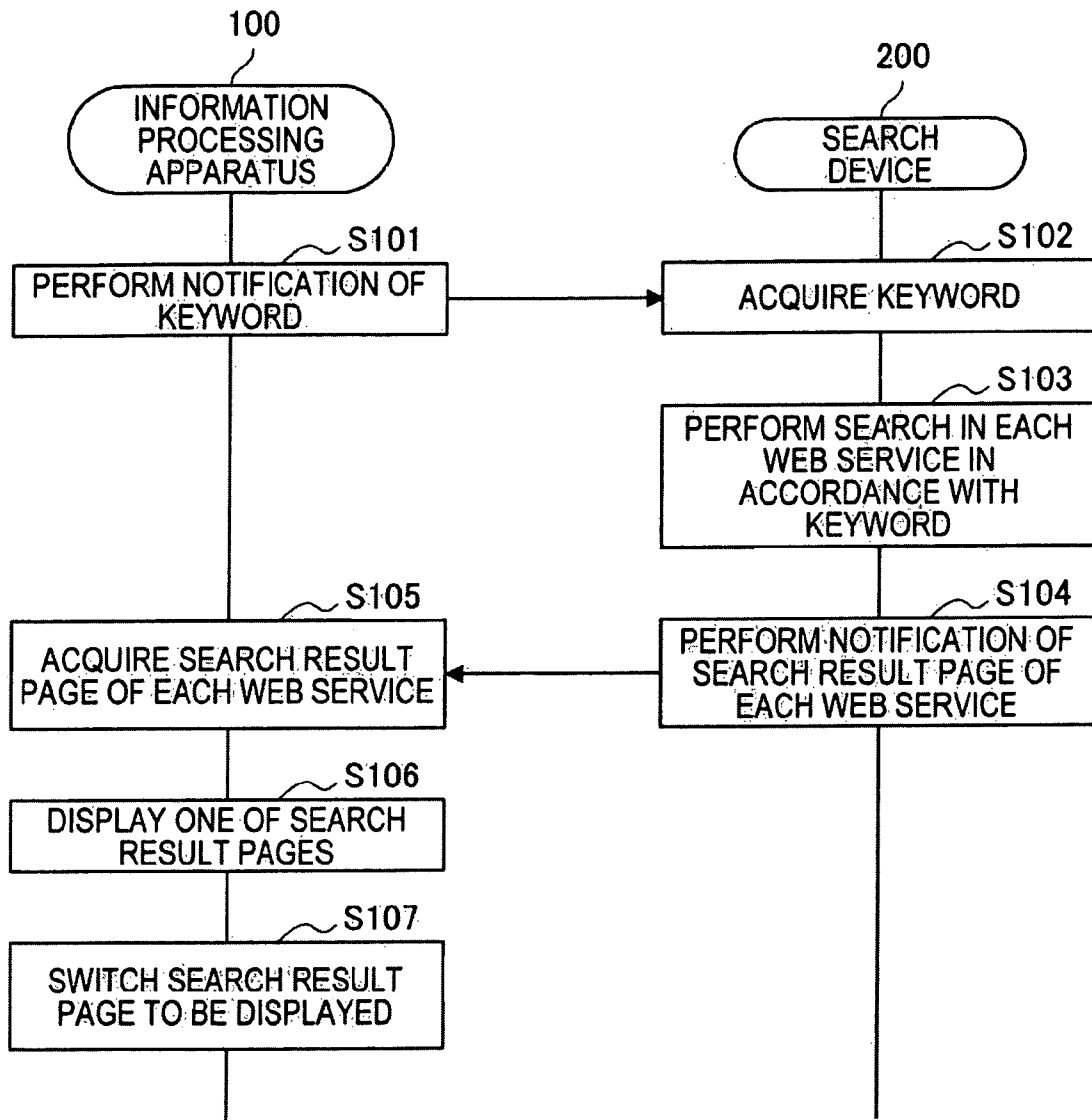 100
INFORMATION
PROCESSING
APPARATUS
200
SEARCH
DEVICE
S101
PERFORM NOTIFICATION OF
KEYWORD
S102
ACQUIRE KEYWORD
S103
PERFORM SEARCH IN EACH
WEB SERVICE IN
ACCORDANCE WITH
KEYWORD
S104
PERFORM NOTIFICATION OF
SEARCH RESULT PAGE OF
EACH WEB SERVICE
S105
ACQUIRE SEARCH RESULT
PAGE OF EACH WEB SERVICE
S106
DISPLAY ONE OF SEARCH
RESULT PAGES
S107
SWITCH SEARCH RESULT
PAGE TO BE DISPLAYED